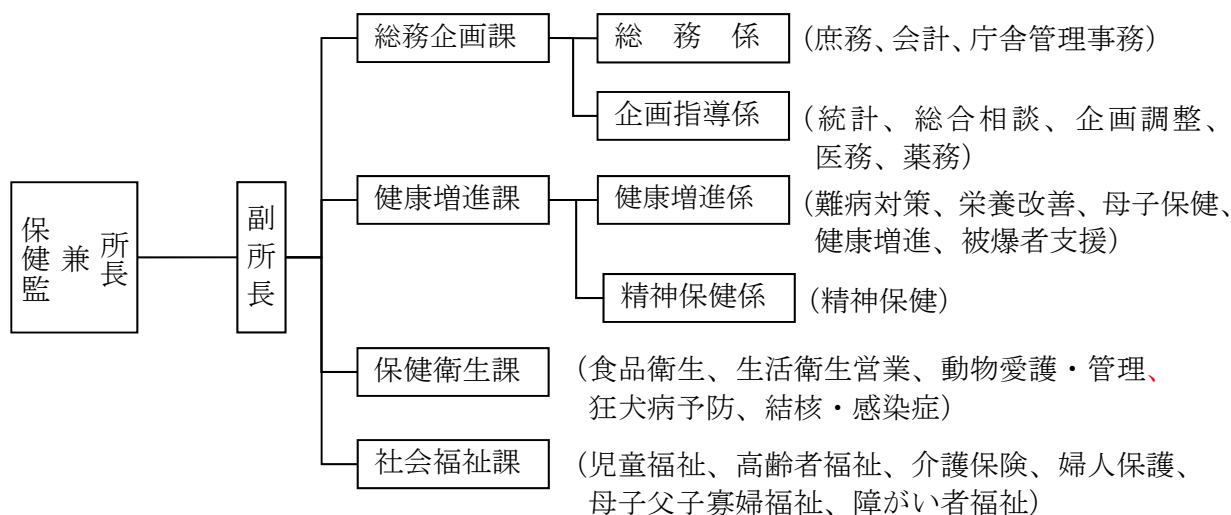 総務企画課
総務係
(庶務、会計、庁舎管理事務)
企画指導係
(統計、総合相談、企画調整、
医務、薬務)
保健監
兼
所長
副所長
健康増進課
健康増進係
(難病対策、栄養改善、母子保健、
健康増進、被爆者支援)
精神保健係
(精神保健)
保健衛生課
(食品衛生、生活衛生営業、動物愛護・管理、
狂犬病予防、結核・感染症)
社会福祉課
(児童福祉、高齢者福祉、介護保険、婦人保護、
母子父子寡婦福祉、障がい者福祉)